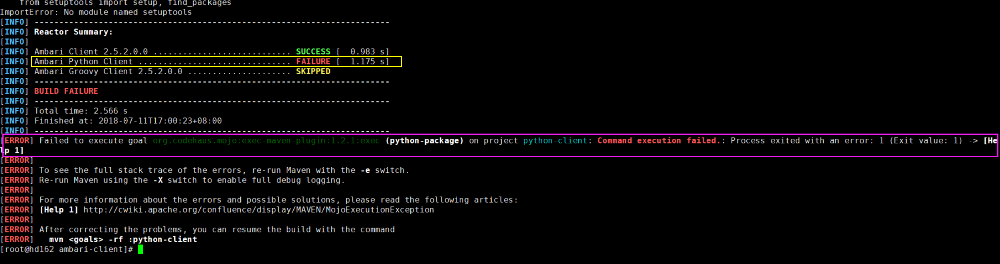 from setuptools import setup, find_packages
ImportError: No module named setuptools
[INFO] ------------------------------------------------------------------------
[INFO] Reactor Summary:
[INFO]
[INFO] Ambari Client 2.5.2.0.0 ............................ SUCCESS [  0.983 s]
[INFO] Ambari Python Client ............................... FAILURE [  1.175 s]
[INFO] Ambari Groovy Client 2.5.2.0.0 ..................... SKIPPED
[INFO] ------------------------------------------------------------------------
[INFO] BUILD FAILURE
[INFO] ------------------------------------------------------------------------
[INFO] Total time: 2.566 s
[INFO] Finished at: 2018-07-11T17:00:23+08:00
[INFO] ------------------------------------------------------------------------
[ERROR] Failed to execute goal org.codehaus.mojo:exec-maven-plugin:1.2.1:exec (python-package) on project python-client: Command execution failed.: Process exited with an error: 1 (Exit value: 1) -> [He
lp 1]
[ERROR]
[ERROR] To see the full stack trace of the errors, re-run Maven with the -e switch.
[ERROR] Re-run Maven using the -X switch to enable full debug logging.
[ERROR]
[ERROR] For more information about the errors and possible solutions, please read the following articles:
[ERROR] [Help 1] http://cwiki.apache.org/confluence/display/MAVEN/MojoExecutionException
[ERROR]
[ERROR] After correcting the problems, you can resume the build with the command
[ERROR]   mvn <goals> -rf :python-client
[root@hd162 ambari-client]#